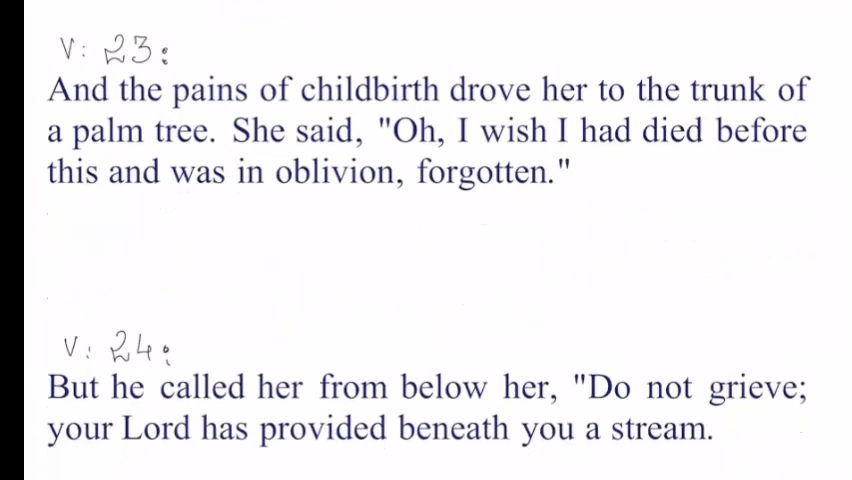 V: 23:
And the pains of childbirth drove her to the trunk of
a palm tree. She said, "Oh, I wish I had died before
this and was in oblivion, forgotten."
V: 24:
But he called her from below her, "Do not grieve;
your Lord has provided beneath you a stream.